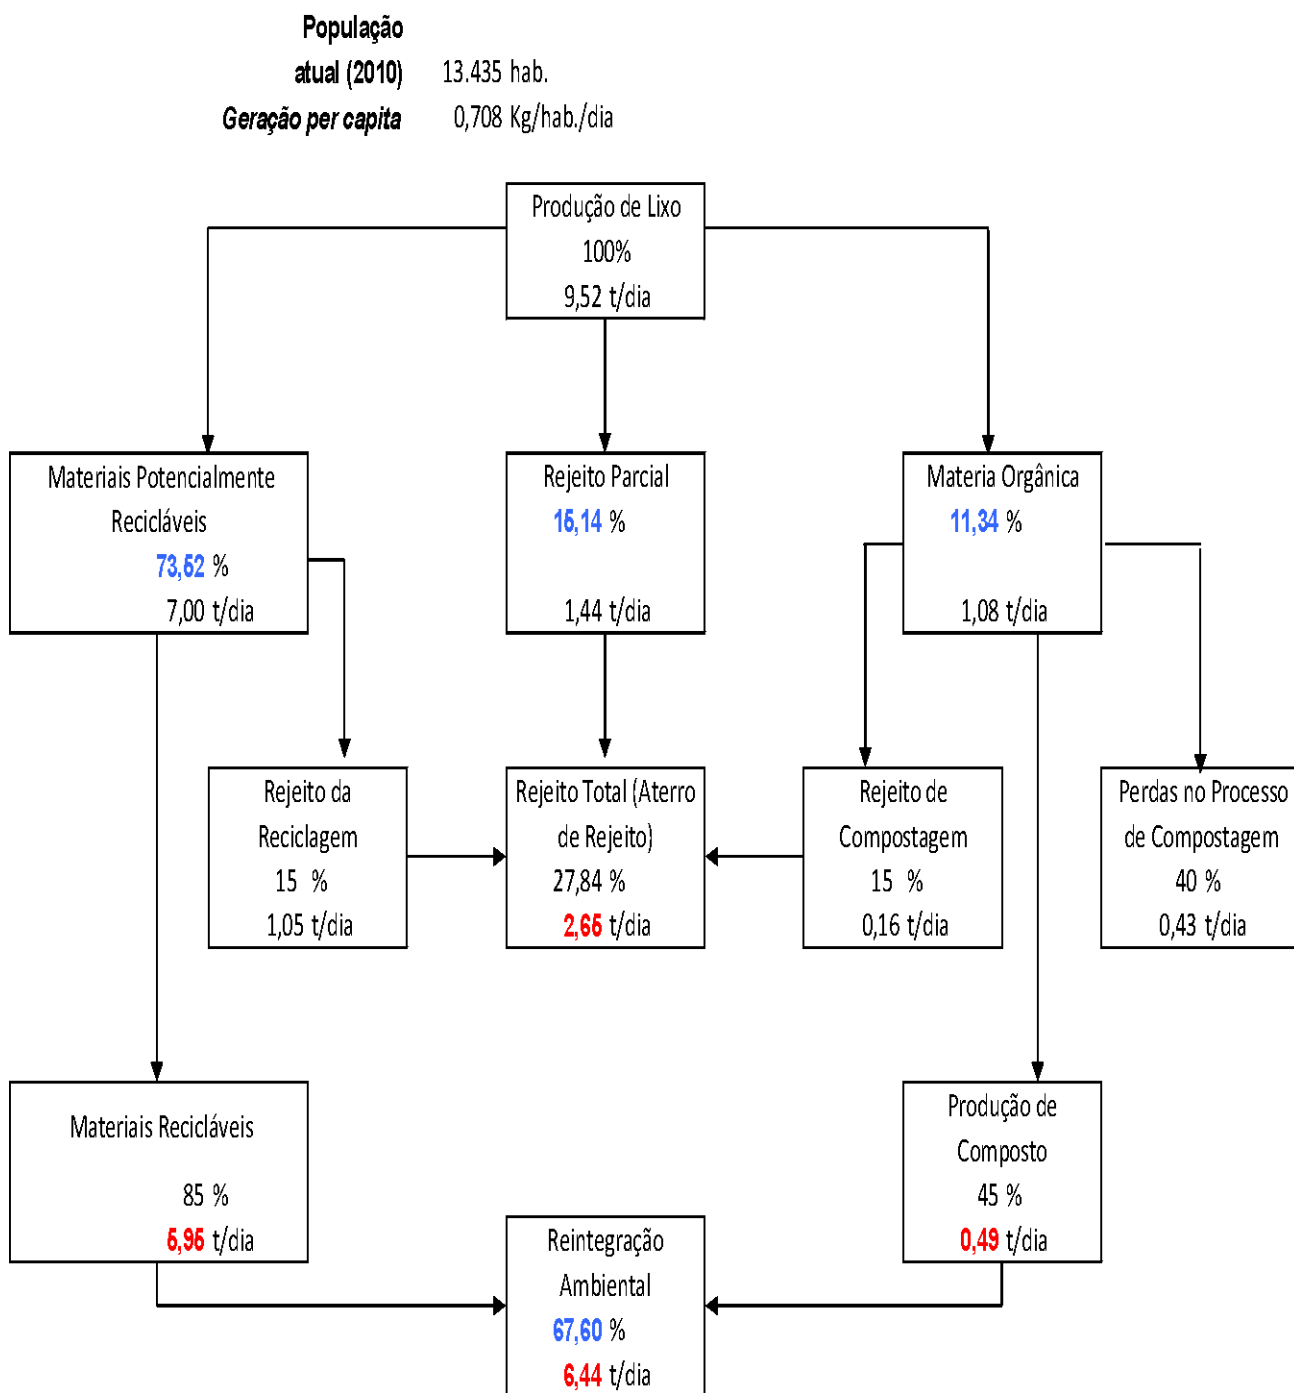 População
atual (2010) 13.435 hab.
Geração per capita 0,708 Kg/hab./dia
Produção de Lixo
100%
9,52 t/dia
Materiais Potencialmente
Recicláveis
73,52 %
7,00 t/dia
Rejeito Parcial
15,14 %
1,44 t/dia
Materia Orgânica
11,34 %
1,08 t/dia
Rejeito da
Reciclagem
15 %
1,05 t/dia
Rejeito Total (Aterro
de Rejeito)
27,84 %
2,65 t/dia
Rejeito de
Compostagem
15 %
0,16 t/dia
Perdas no Processo
de Compostagem
40 %
0,43 t/dia
Materiais Recicláveis
85 %
5,95 t/dia
Produção de
Composto
45 %
0,49 t/dia
Reintegração
Ambiental
67,60 %
6,44 t/dia